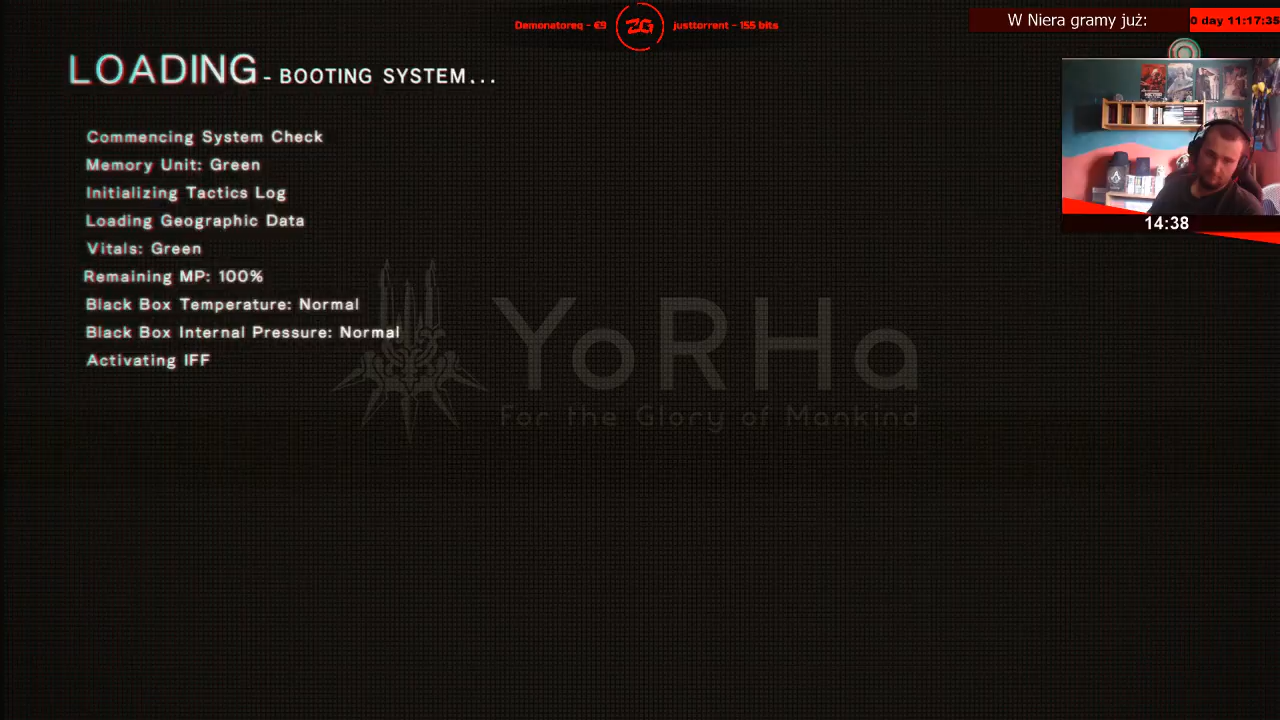 Demonatoreq - €9
ZG
justtorrent - 155 bits
W Niera gramy już:
0 day 11:17:35
LOADING - BOOTING SYSTEM...
Commencing System Check
Memory Unit: Green
Initializing Tactics Log
Loading Geographic Data
Vitals: Green
Remaining MP: 100%
Black Box Temperature: Normal
Black Box Internal Pressure: Normal
Activating IFF
YoRHa
For the Glory of Mankind
14:38